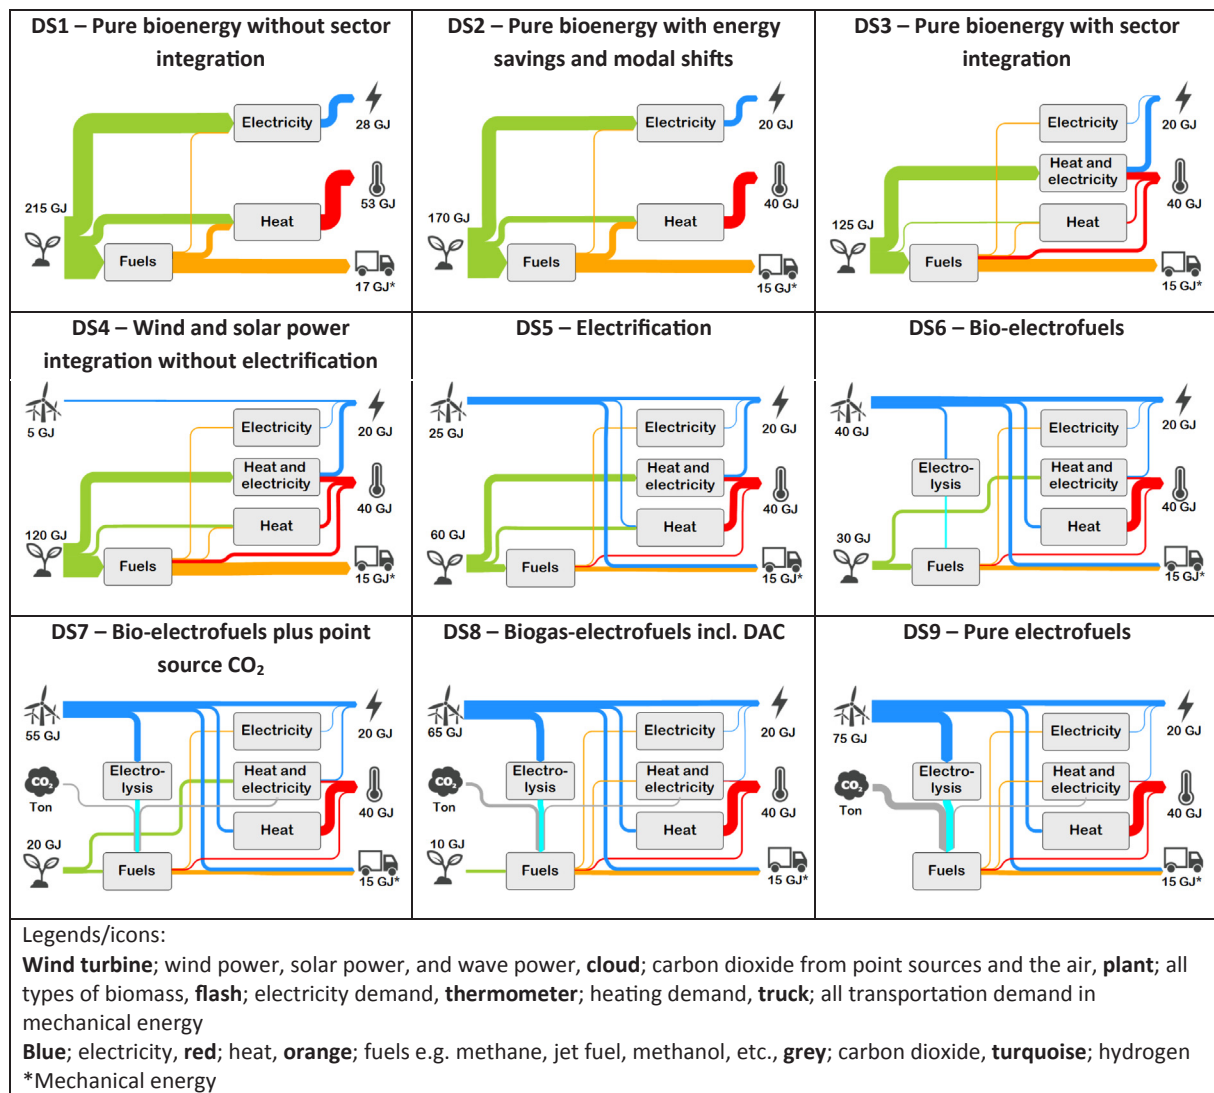 DS1 – Pure bioenergy without sector
integration
Electricity
28 GJ
215 GJ
Heat
53 GJ
Fuels
17 GJ*
DS2 – Pure bioenergy with energy
savings and modal shifts
Electricity
20 GJ
170 GJ
Heat
40 GJ
Fuels
15 GJ*
DS3 – Pure bioenergy with sector
integration
Electricity
20 GJ
Heat and
electricity
40 GJ
125 GJ
Heat
Fuels
15 GJ*
DS4 – Wind and solar power
integration without electrification
5 GJ
Electricity
20 GJ
Heat and
electricity
40 GJ
120 GJ
Heat
Fuels
15 GJ*
DS5 – Electrification
25 GJ
Electricity
20 GJ
Heat and
electricity
40 GJ
60 GJ
Heat
Fuels
15 GJ*
DS6 – Bio-electrofuels
40 GJ
Electricity
20 GJ
Electro-
lysis
Heat and
electricity
40 GJ
30 GJ
Heat
Fuels
15 GJ*
DS7 – Bio-electrofuels plus point
source CO₂
55 GJ
Electricity
20 GJ
CO₂
Ton
Electro-
lysis
Heat and
electricity
40 GJ
20 GJ
Heat
Fuels
15 GJ*
DS8 – Biogas-electrofuels incl. DAC
65 GJ
Electricity
20 GJ
CO₂
Ton
Electro-
lysis
Heat and
electricity
40 GJ
10 GJ
Heat
Fuels
15 GJ*
DS9 – Pure electrofuels
75 GJ
Electricity
20 GJ
CO₂
Ton
Electro-
lysis
Heat and
electricity
40 GJ
Heat
Fuels
15 GJ*
Legends/icons:
Wind turbine; wind power, solar power, and wave power, cloud; carbon dioxide from point sources and the air, plant; all
types of biomass, flash; electricity demand, thermometer; heating demand, truck; all transportation demand in
mechanical energy
Blue; electricity, red; heat, orange; fuels e.g. methane, jet fuel, methanol, etc., grey; carbon dioxide, turquoise; hydrogen
*Mechanical energy